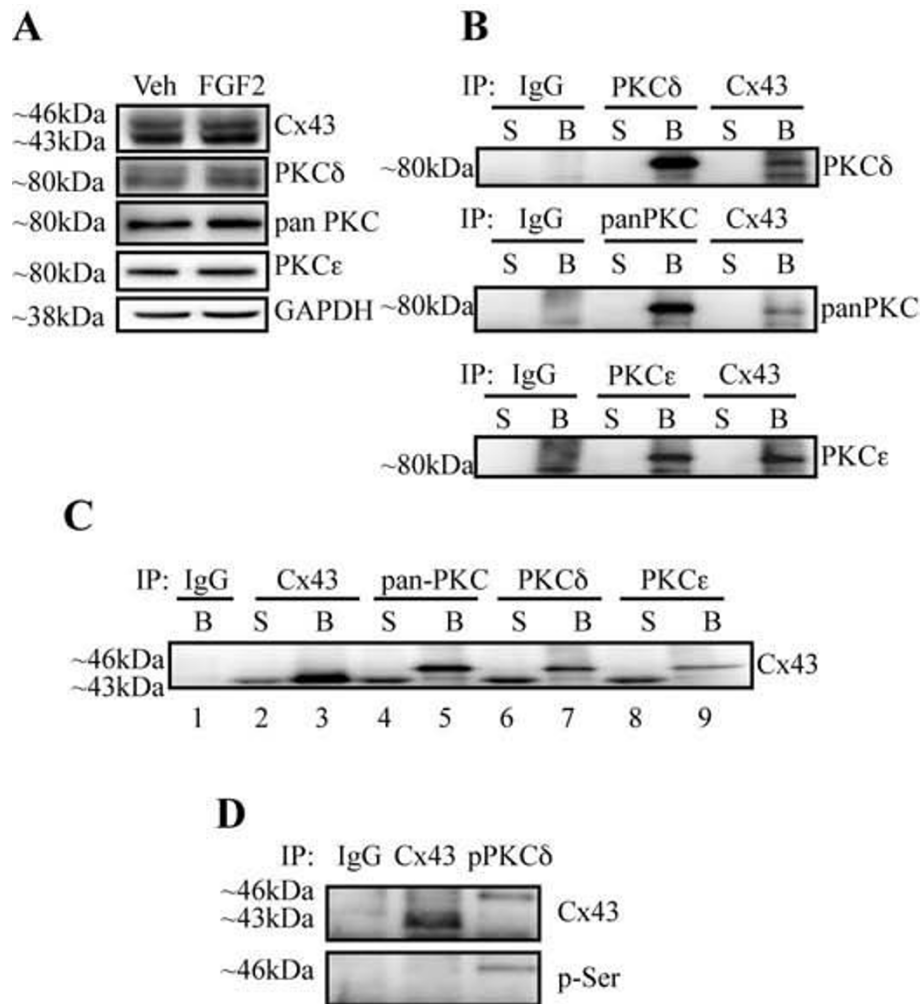 A
Veh FGF2
~46kDa
~43kDa
Cx43
~80kDa
PKCδ
~80kDa
pan PKC
~80kDa
PKCε
~38kDa
GAPDH
B
IP: IgG PKCδ Cx43
S B S B S B
~80kDa
PKCδ
IP: IgG panPKC Cx43
S B S B S B
~80kDa
panPKC
IP: IgG PKCε Cx43
S B S B S B
~80kDa
PKCε
C
IP: IgG Cx43 pan-PKC PKCδ PKCε
B S B S B S B S B
~46kDa
~43kDa
Cx43
1 2 3 4 5 6 7 8 9
D
IP: IgG Cx43 pPKCδ
~46kDa
~43kDa
Cx43
~46kDa
p-Ser